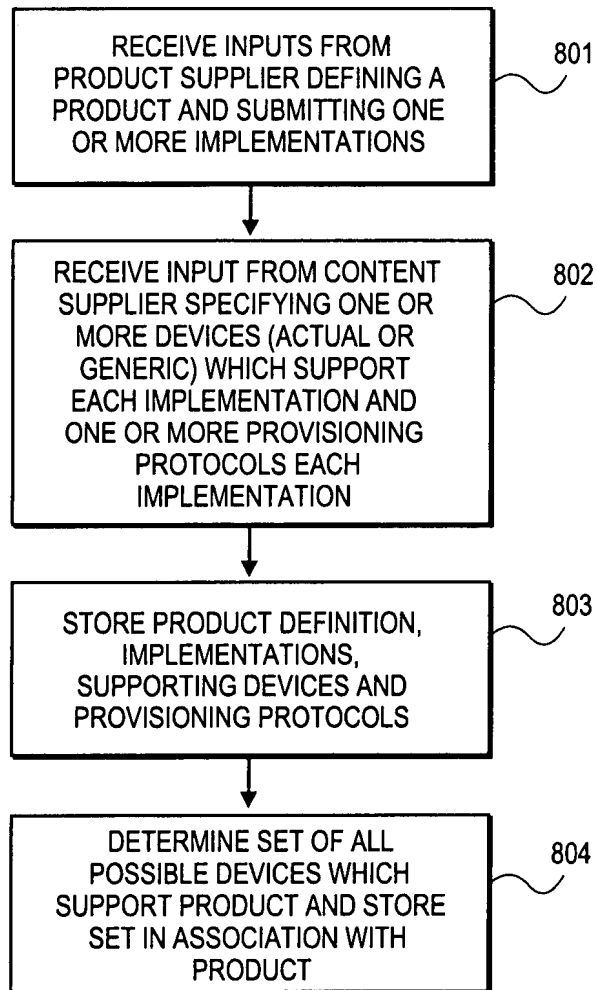 RECEIVE INPUTS FROM
PRODUCT SUPPLIER DEFINING A
PRODUCT AND SUBMITTING ONE
OR MORE IMPLEMENTATIONS
801
RECEIVE INPUT FROM CONTENT
SUPPLIER SPECIFYING ONE OR
MORE DEVICES (ACTUAL OR
GENERIC) WHICH SUPPORT
EACH IMPLEMENTATION AND
ONE OR MORE PROVISIONING
PROTOCOLS EACH
IMPLEMENTATION
802
STORE PRODUCT DEFINITION,
IMPLEMENTATIONS,
SUPPORTING DEVICES AND
PROVISIONING PROTOCOLS
803
DETERMINE SET OF ALL
POSSIBLE DEVICES WHICH
SUPPORT PRODUCT AND STORE
SET IN ASSOCIATION WITH
PRODUCT
804